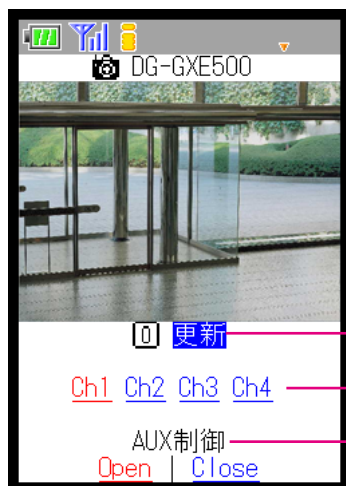 DG-GXE500
0 更新
Ch1 Ch2 Ch3 Ch4
AUX制御
Open | Close